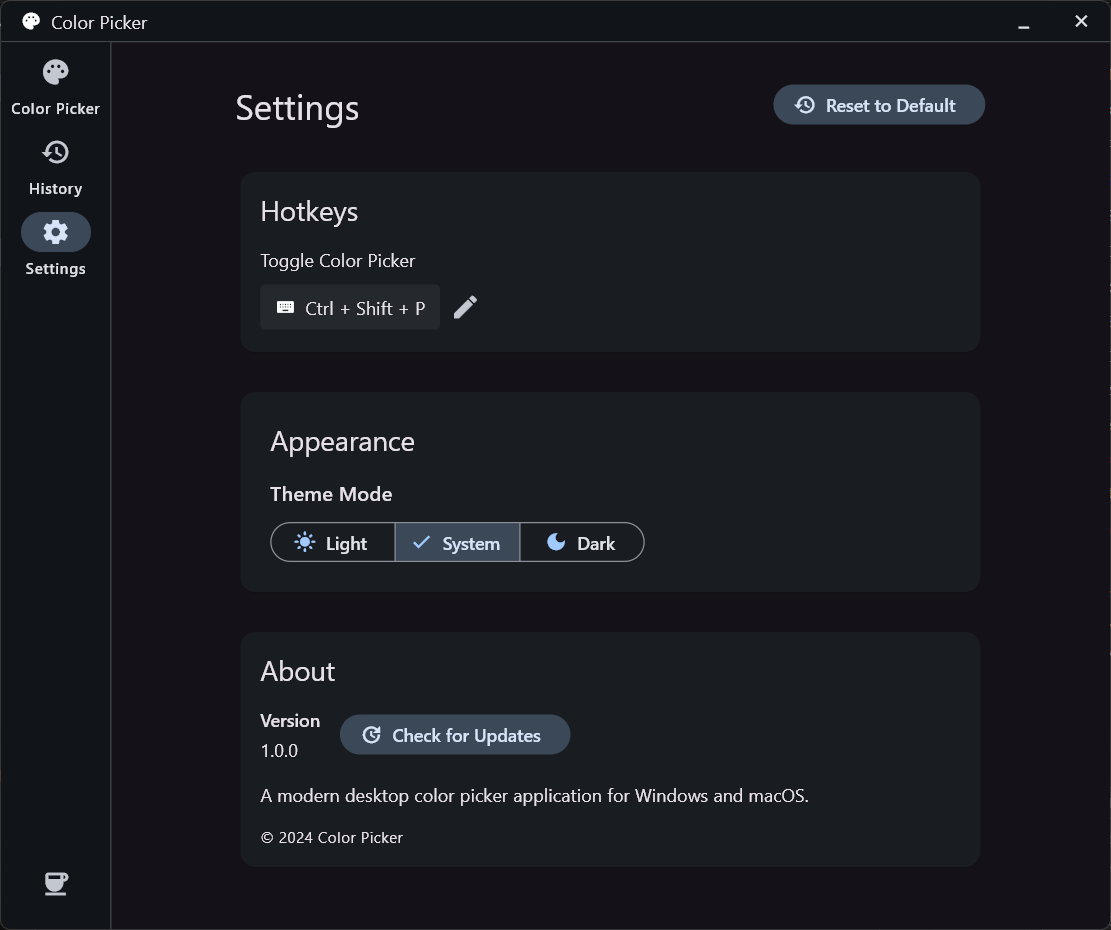 Color Picker
Color Picker
History
Settings
Settings
Reset to Default
Hotkeys
Toggle Color Picker
Ctrl + Shift + P
Appearance
Theme Mode
Light
System
Dark
About
Version
1.0.0
Check for Updates
A modern desktop color picker application for Windows and macOS.
© 2024 Color Picker